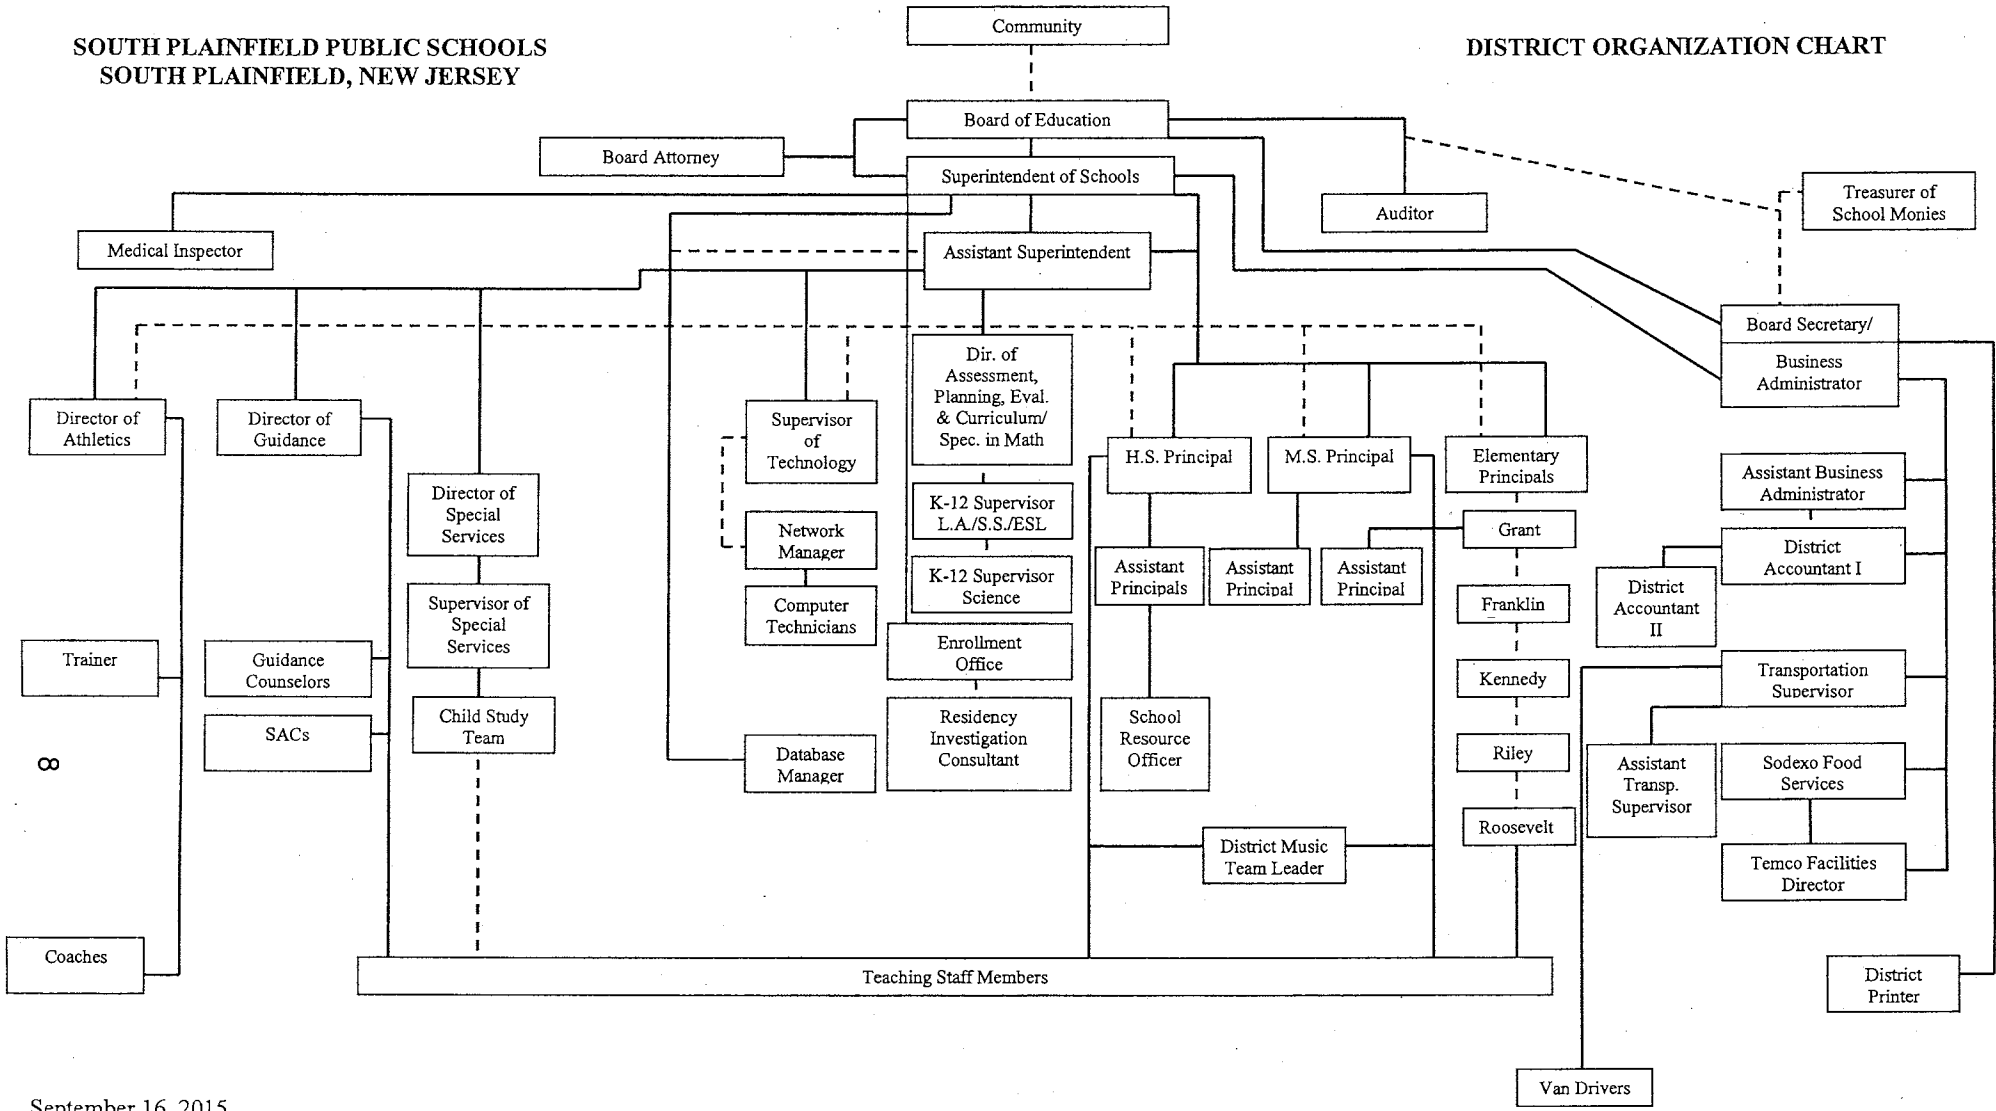 SOUTH PLAINFIELD PUBLIC SCHOOLS
SOUTH PLAINFIELD, NEW JERSEY
DISTRICT ORGANIZATION CHART
Community
Board of Education
Board Attorney
Superintendent of Schools
Auditor
Treasurer of
School Monies
Medical Inspector
Assistant Superintendent
Board Secretary/
Business
Administrator
Director of
Athletics
Director of
Guidance
Director of
Special
Services
Supervisor
of
Technology
Dir. of
Assessment,
Planning, Eval.
& Curriculum/
Spec. in Math
H.S. Principal
M.S. Principal
Elementary
Principals
Assistant Business
Administrator
K-12 Supervisor
L.A./S.S./ESL
Network
Manager
Grant
District
Accountant I
K-12 Supervisor
Science
Assistant
Principals
Assistant
Principal
Assistant
Principal
District
Accountant
II
Supervisor of
Special
Services
Computer
Technicians
Franklin
Trainer
Guidance
Counselors
Enrollment
Office
Kennedy
Transportation
Supervisor
SACs
Child Study
Team
Residency
Investigation
Consultant
School
Resource
Officer
Riley
Database
Manager
Assistant
Transp.
Supervisor
Sodexo Food
Services
8
Roosevelt
District Music
Team Leader
Temco Facilities
Director
Coaches
Teaching Staff Members
District
Printer
Van Drivers
September 16, 2015